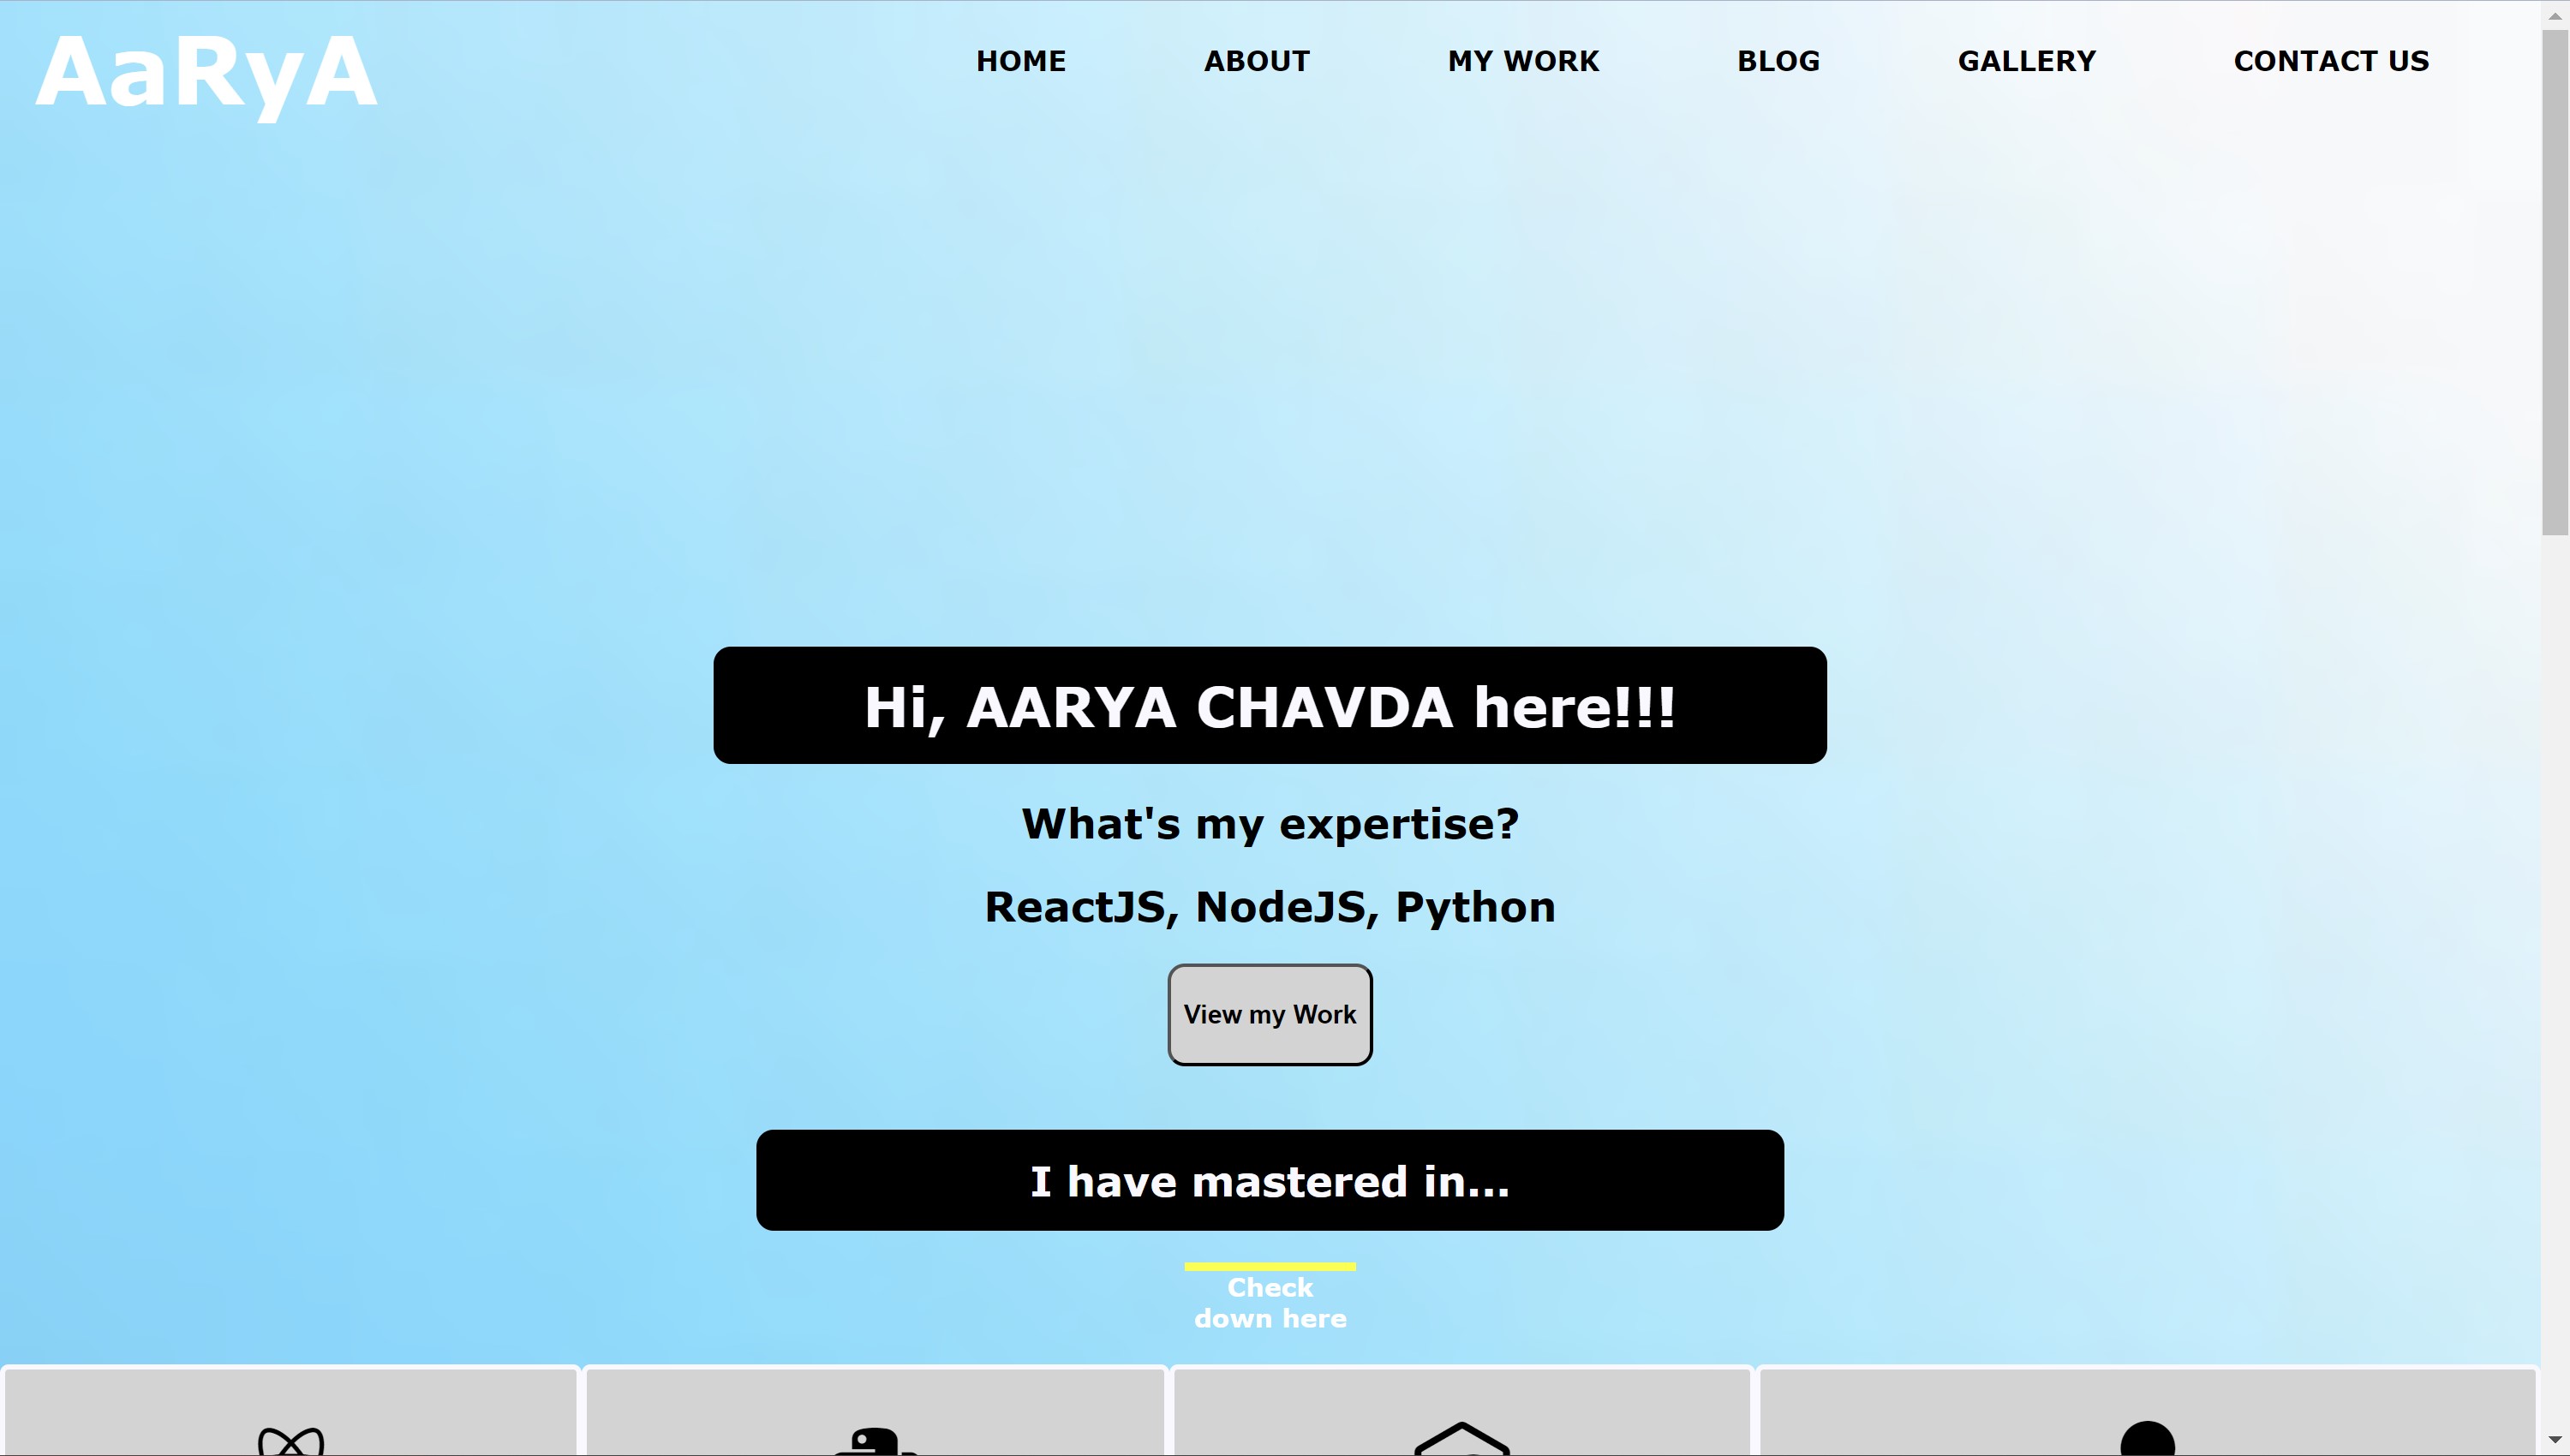 AaRyA
HOME ABOUT MY WORK BLOG GALLERY CONTACT US
Hi, AARYA CHAVDA here!!!
What's my expertise?
ReactJS, NodeJS, Python
View my Work
I have mastered in...
Check
down here